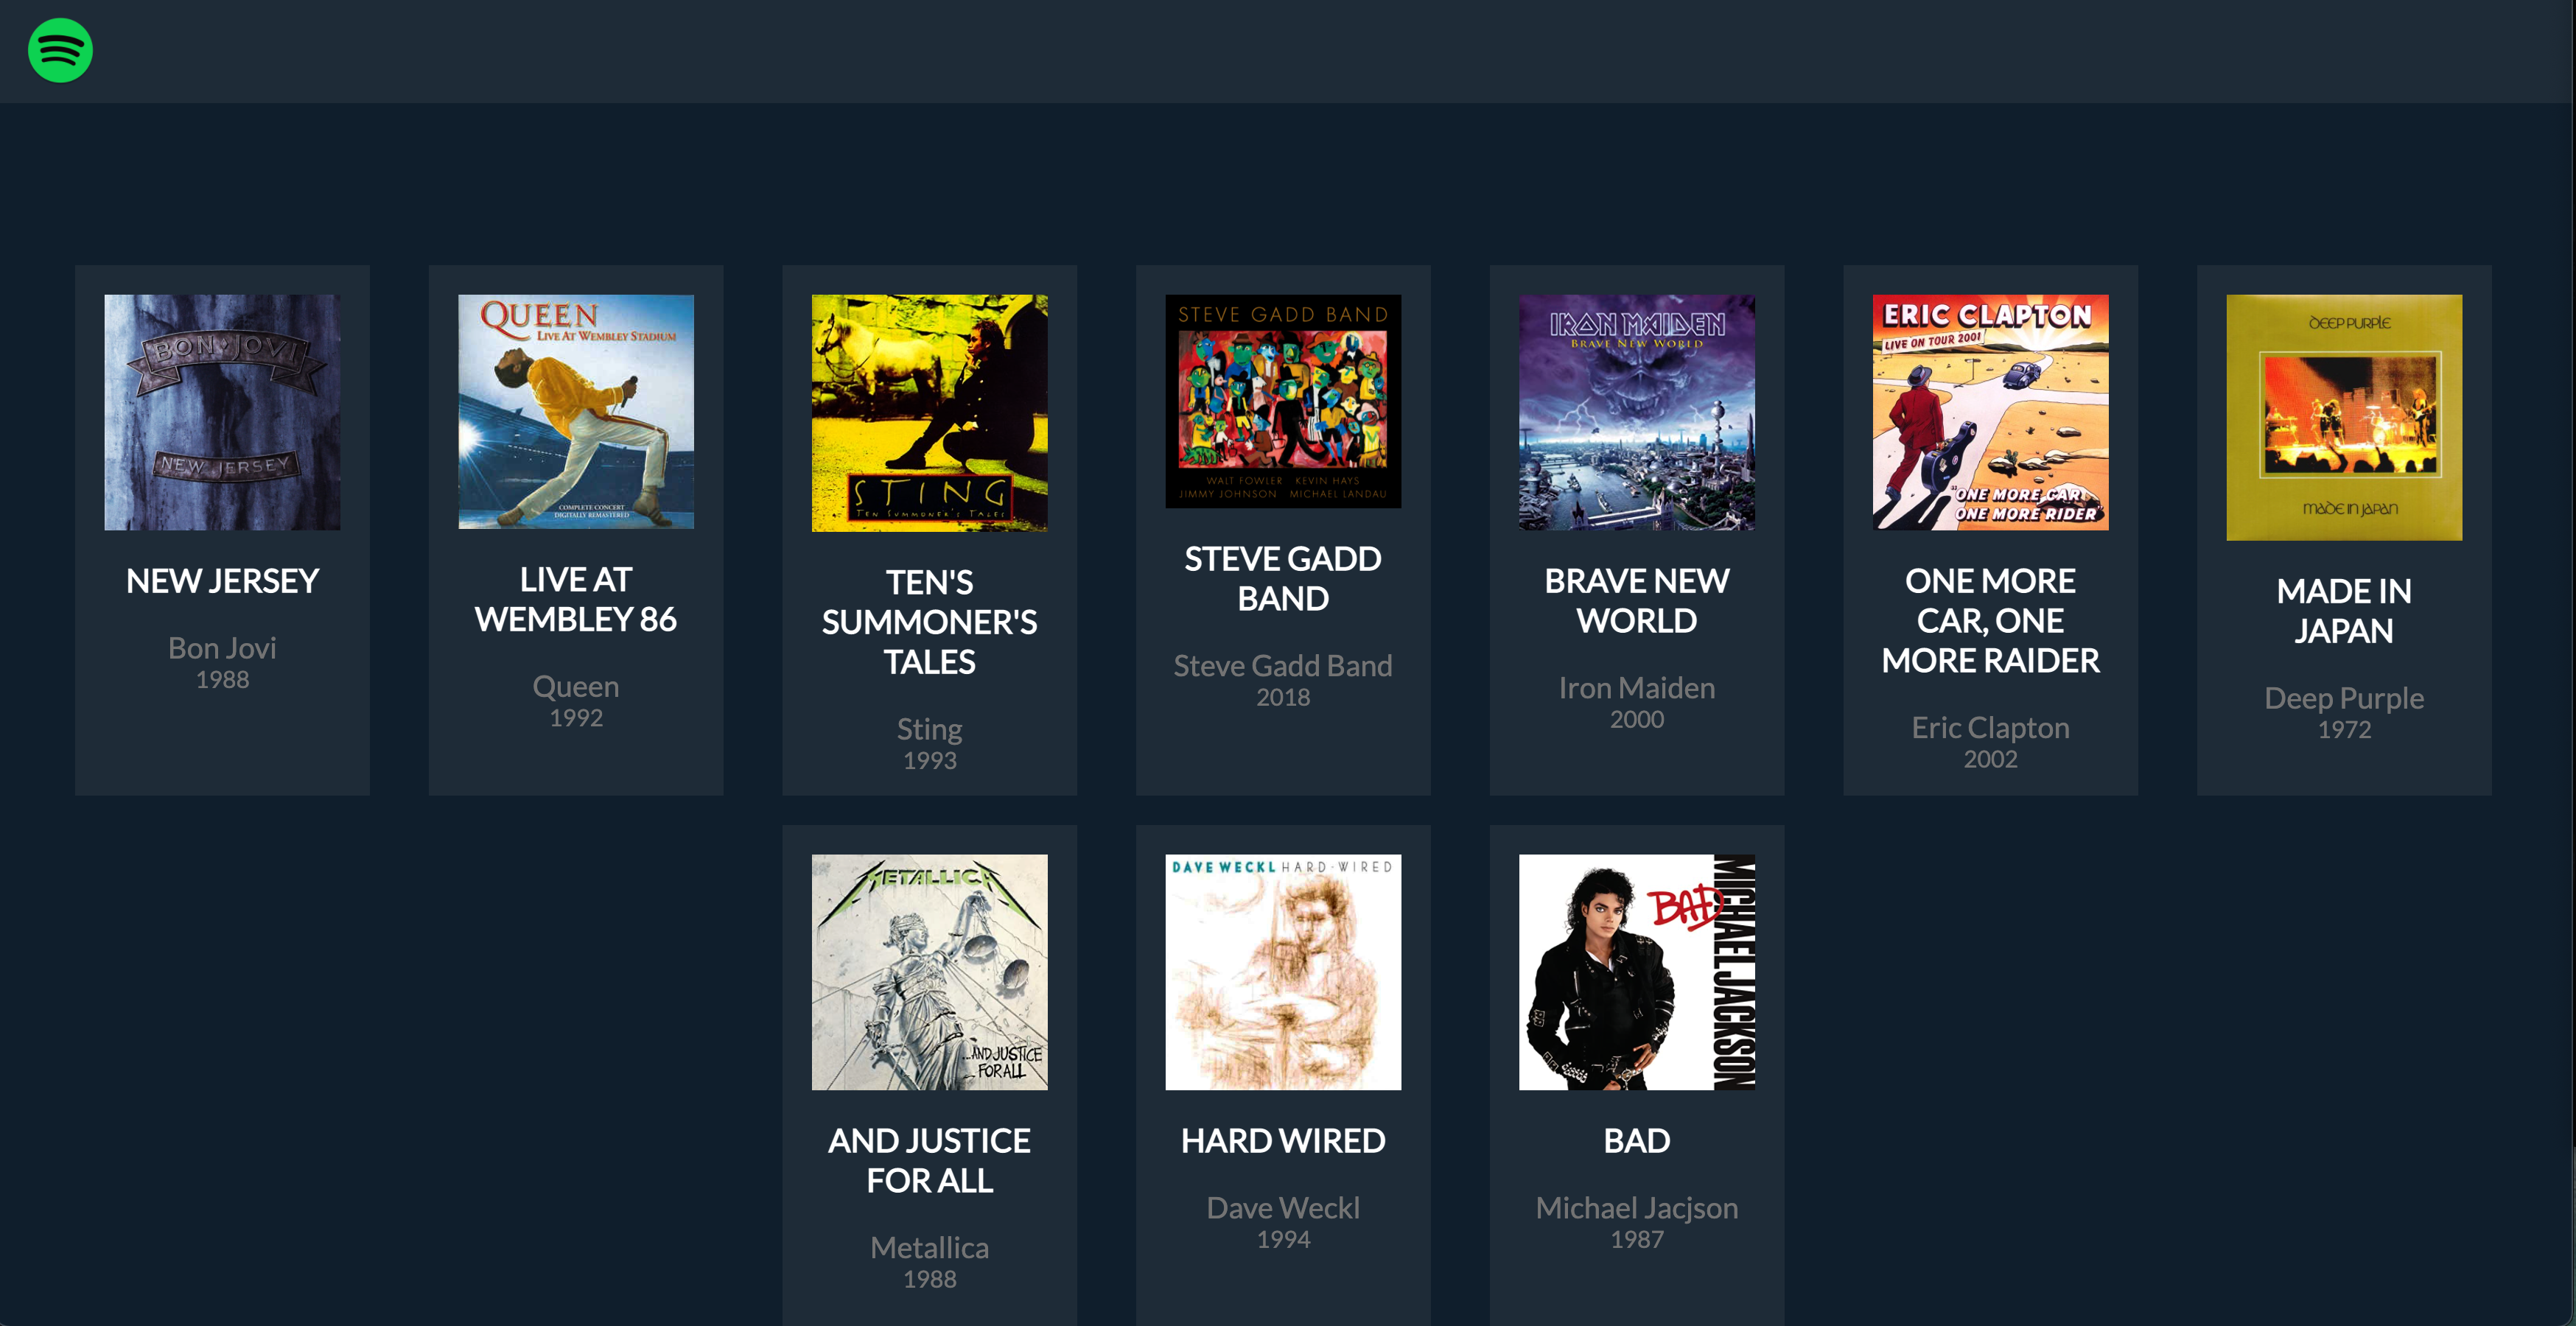 BON JOVI
NEW JERSEY
NEW JERSEY
Bon Jovi
1988
QUEEN
LIVE AT WEMBLEY STADIUM
COMPLETE CONCERT
DIGITALLY REMASTERED
LIVE AT
WEMBLEY 86
Queen
1992
STING
TEN SUMMONER'S TALES
TEN'S
SUMMONER'S
TALES
Sting
1993
STEVE GADD BAND
WALT FOWLER KEVIN HAYS
JIMMY JOHNSON MICHAEL LANDAU
STEVE GADD
BAND
Steve Gadd Band
2018
IRON MAIDEN
BRAVE NEW WORLD
BRAVE NEW
WORLD
Iron Maiden
2000
ERIC CLAPTON
LIVE ON TOUR 2001
ONE MORE CAR
ONE MORE RIDER
ONE MORE
CAR, ONE
MORE RAIDER
Eric Clapton
2002
DEEP PURPLE
MADE IN JAPAN
MADE IN
JAPAN
Deep Purple
1972
METALLICA
...AND JUSTICE
FOR ALL
AND JUSTICE
FOR ALL
Metallica
1988
DAVE WECKL HARD-WIRED
HARD WIRED
Dave Weckl
1994
BAD
MICHAEL JACKSON
BAD
Michael Jacjson
1987